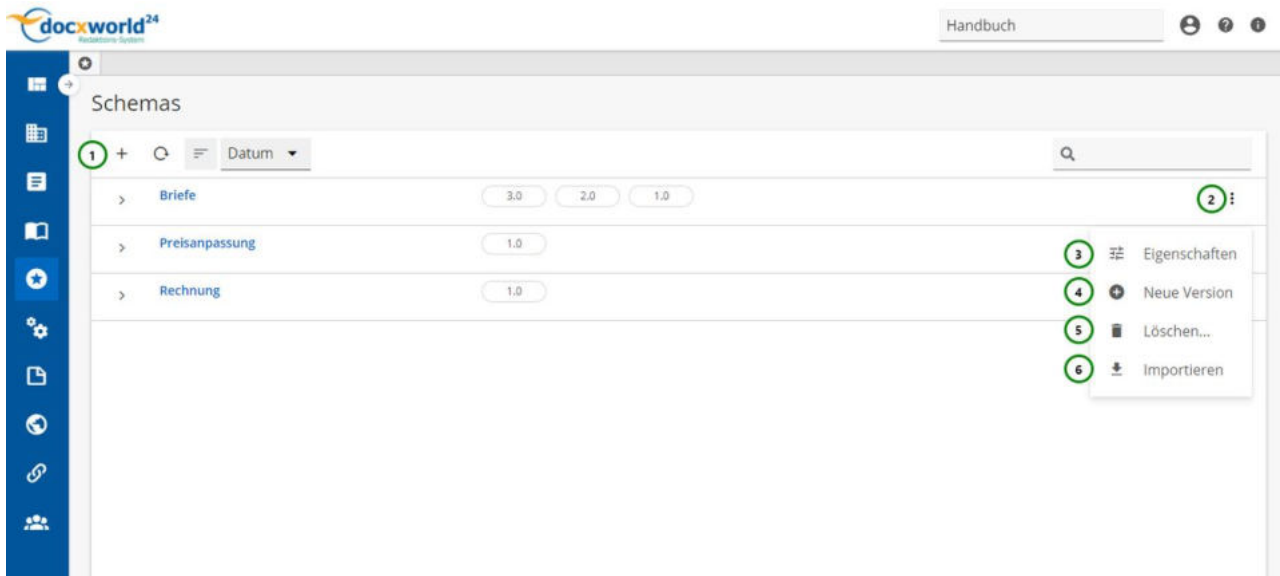 docxworld24
Redaktions-System
Handbuch
Schemas
1
Datum
Briefe
3.0
2.0
1.0
2
Preisanpassung
1.0
3
Eigenschaften
Rechnung
1.0
4
Neue Version
5
Löschen...
6
Importieren